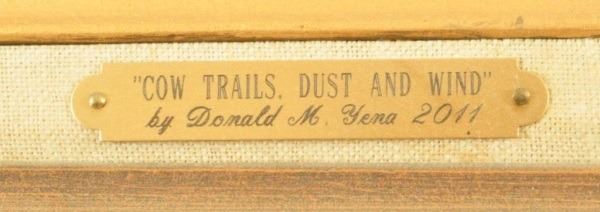 "COW TRAILS, DUST AND WIND"
by Donald M. Yena 2011